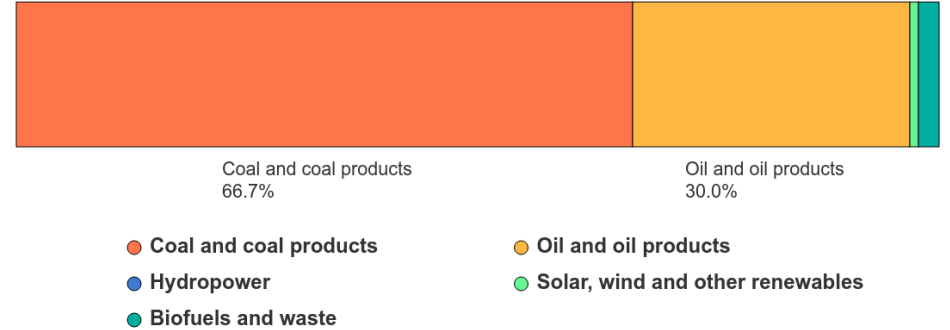 Coal and coal products
66.7%
Oil and oil products
30.0%
Coal and coal products
Oil and oil products
Hydropower
Solar, wind and other renewables
Biofuels and waste